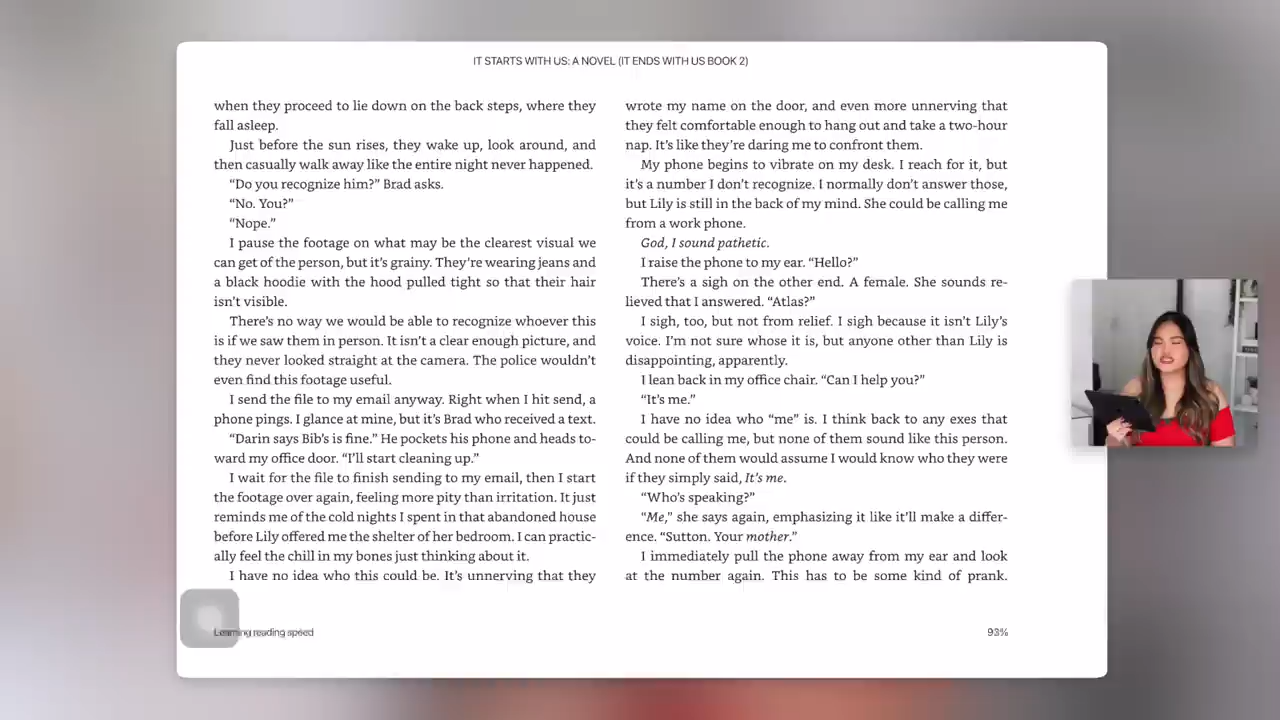 IT STARTS WITH US: A NOVEL (IT ENDS WITH US BOOK 2)
when they proceed to lie down on the back steps, where they
fall asleep.
Just before the sun rises, they wake up, look around, and
then casually walk away like the entire night never happened.
“Do you recognize him?” Brad asks.
“No. You?”
“Nope.”
I pause the footage on what may be the clearest visual we
can get of the person, but it’s grainy. They’re wearing jeans and
a black hoodie with the hood pulled tight so that their hair
isn’t visible.
There’s no way we would be able to recognize whoever this
is if we saw them in person. It isn’t a clear enough picture, and
they never looked straight at the camera. The police wouldn’t
even find this footage useful.
I send the file to my email anyway. Right when I hit send, a
phone pings. I glance at mine, but it’s Brad who received a text.
“Darin says Bib’s is fine.” He pockets his phone and heads to-
ward my office door. “I’ll start cleaning up.”
I wait for the file to finish sending to my email, then I start
the footage over again, feeling more pity than irritation. It just
reminds me of the cold nights I spent in that abandoned house
before Lily offered me the shelter of her bedroom. I can practic-
ally feel the chill in my bones just thinking about it.
I have no idea who this could be. It’s unnerving that they
wrote my name on the door, and even more unnerving that
they felt comfortable enough to hang out and take a two-hour
nap. It’s like they’re daring me to confront them.
My phone begins to vibrate on my desk. I reach for it, but
it’s a number I don’t recognize. I normally don’t answer those,
but Lily is still in the back of my mind. She could be calling me
from a work phone.
God, I sound pathetic.
I raise the phone to my ear. “Hello?”
There’s a sigh on the other end. A female. She sounds re-
lieved that I answered. “Atlas?”
I sigh, too, but not from relief. I sigh because it isn’t Lily’s
voice. I’m not sure whose it is, but anyone other than Lily is
disappointing, apparently.
I lean back in my office chair. “Can I help you?”
“It’s me.”
I have no idea who “me” is. I think back to any exes that
could be calling me, but none of them sound like this person.
And none of them would assume I would know who they were
if they simply said, It’s me.
“Who’s speaking?”
“Me,” she says again, emphasizing it like it’ll make a differ-
ence. “Sutton. Your mother.”
I immediately pull the phone away from my ear and look
at the number again. This has to be some kind of prank.
Learning reading speed
93%